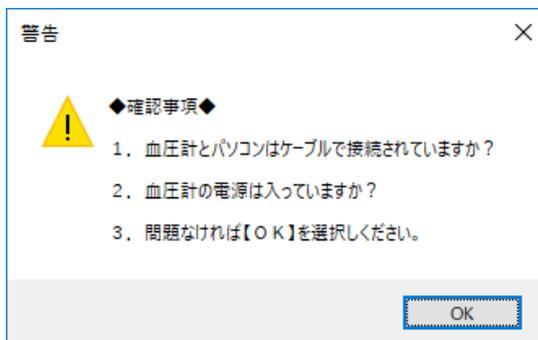 警告
◆確認事項◆
1. 血圧計とパソコンはケーブルで接続されていますか？
2. 血圧計の電源は入っていますか？
3. 問題なければ【ＯＫ】を選択しください。
OK